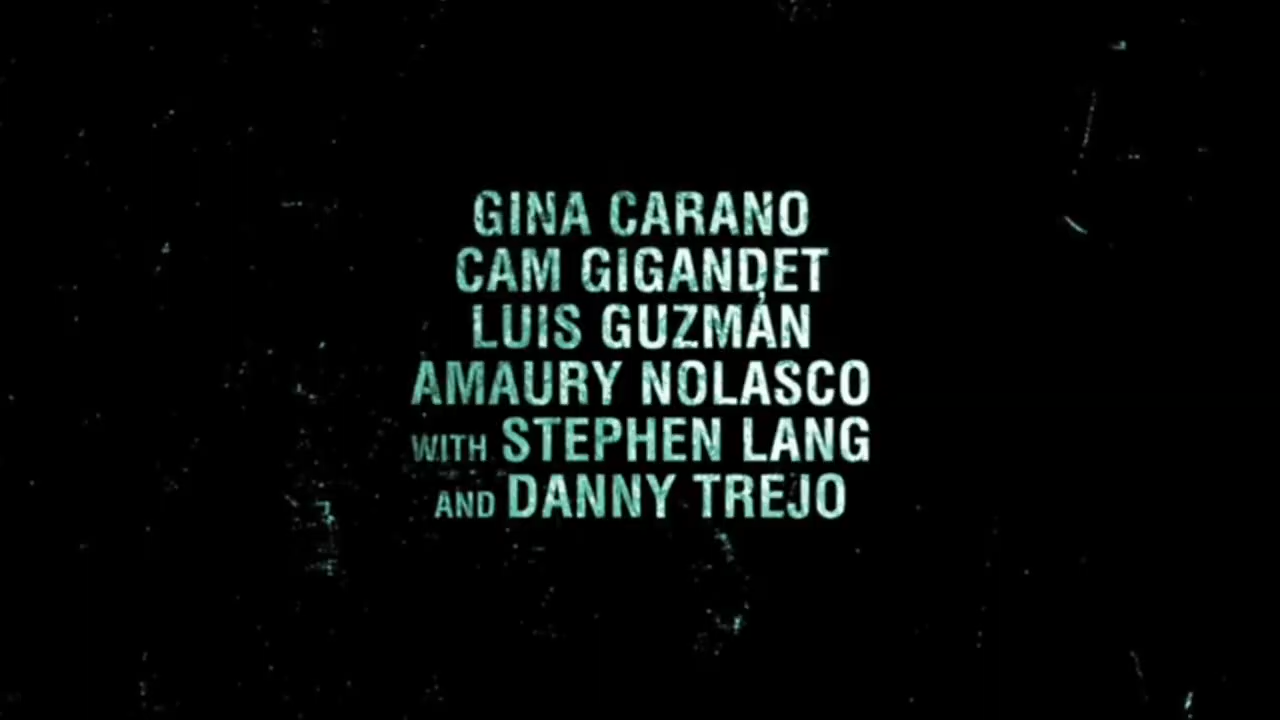 GINA CARANO
CAM GIGANDET
LUIS GUZMÁN
AMAURY NOLASCO
WITH STEPHEN LANG
AND DANNY TREJO